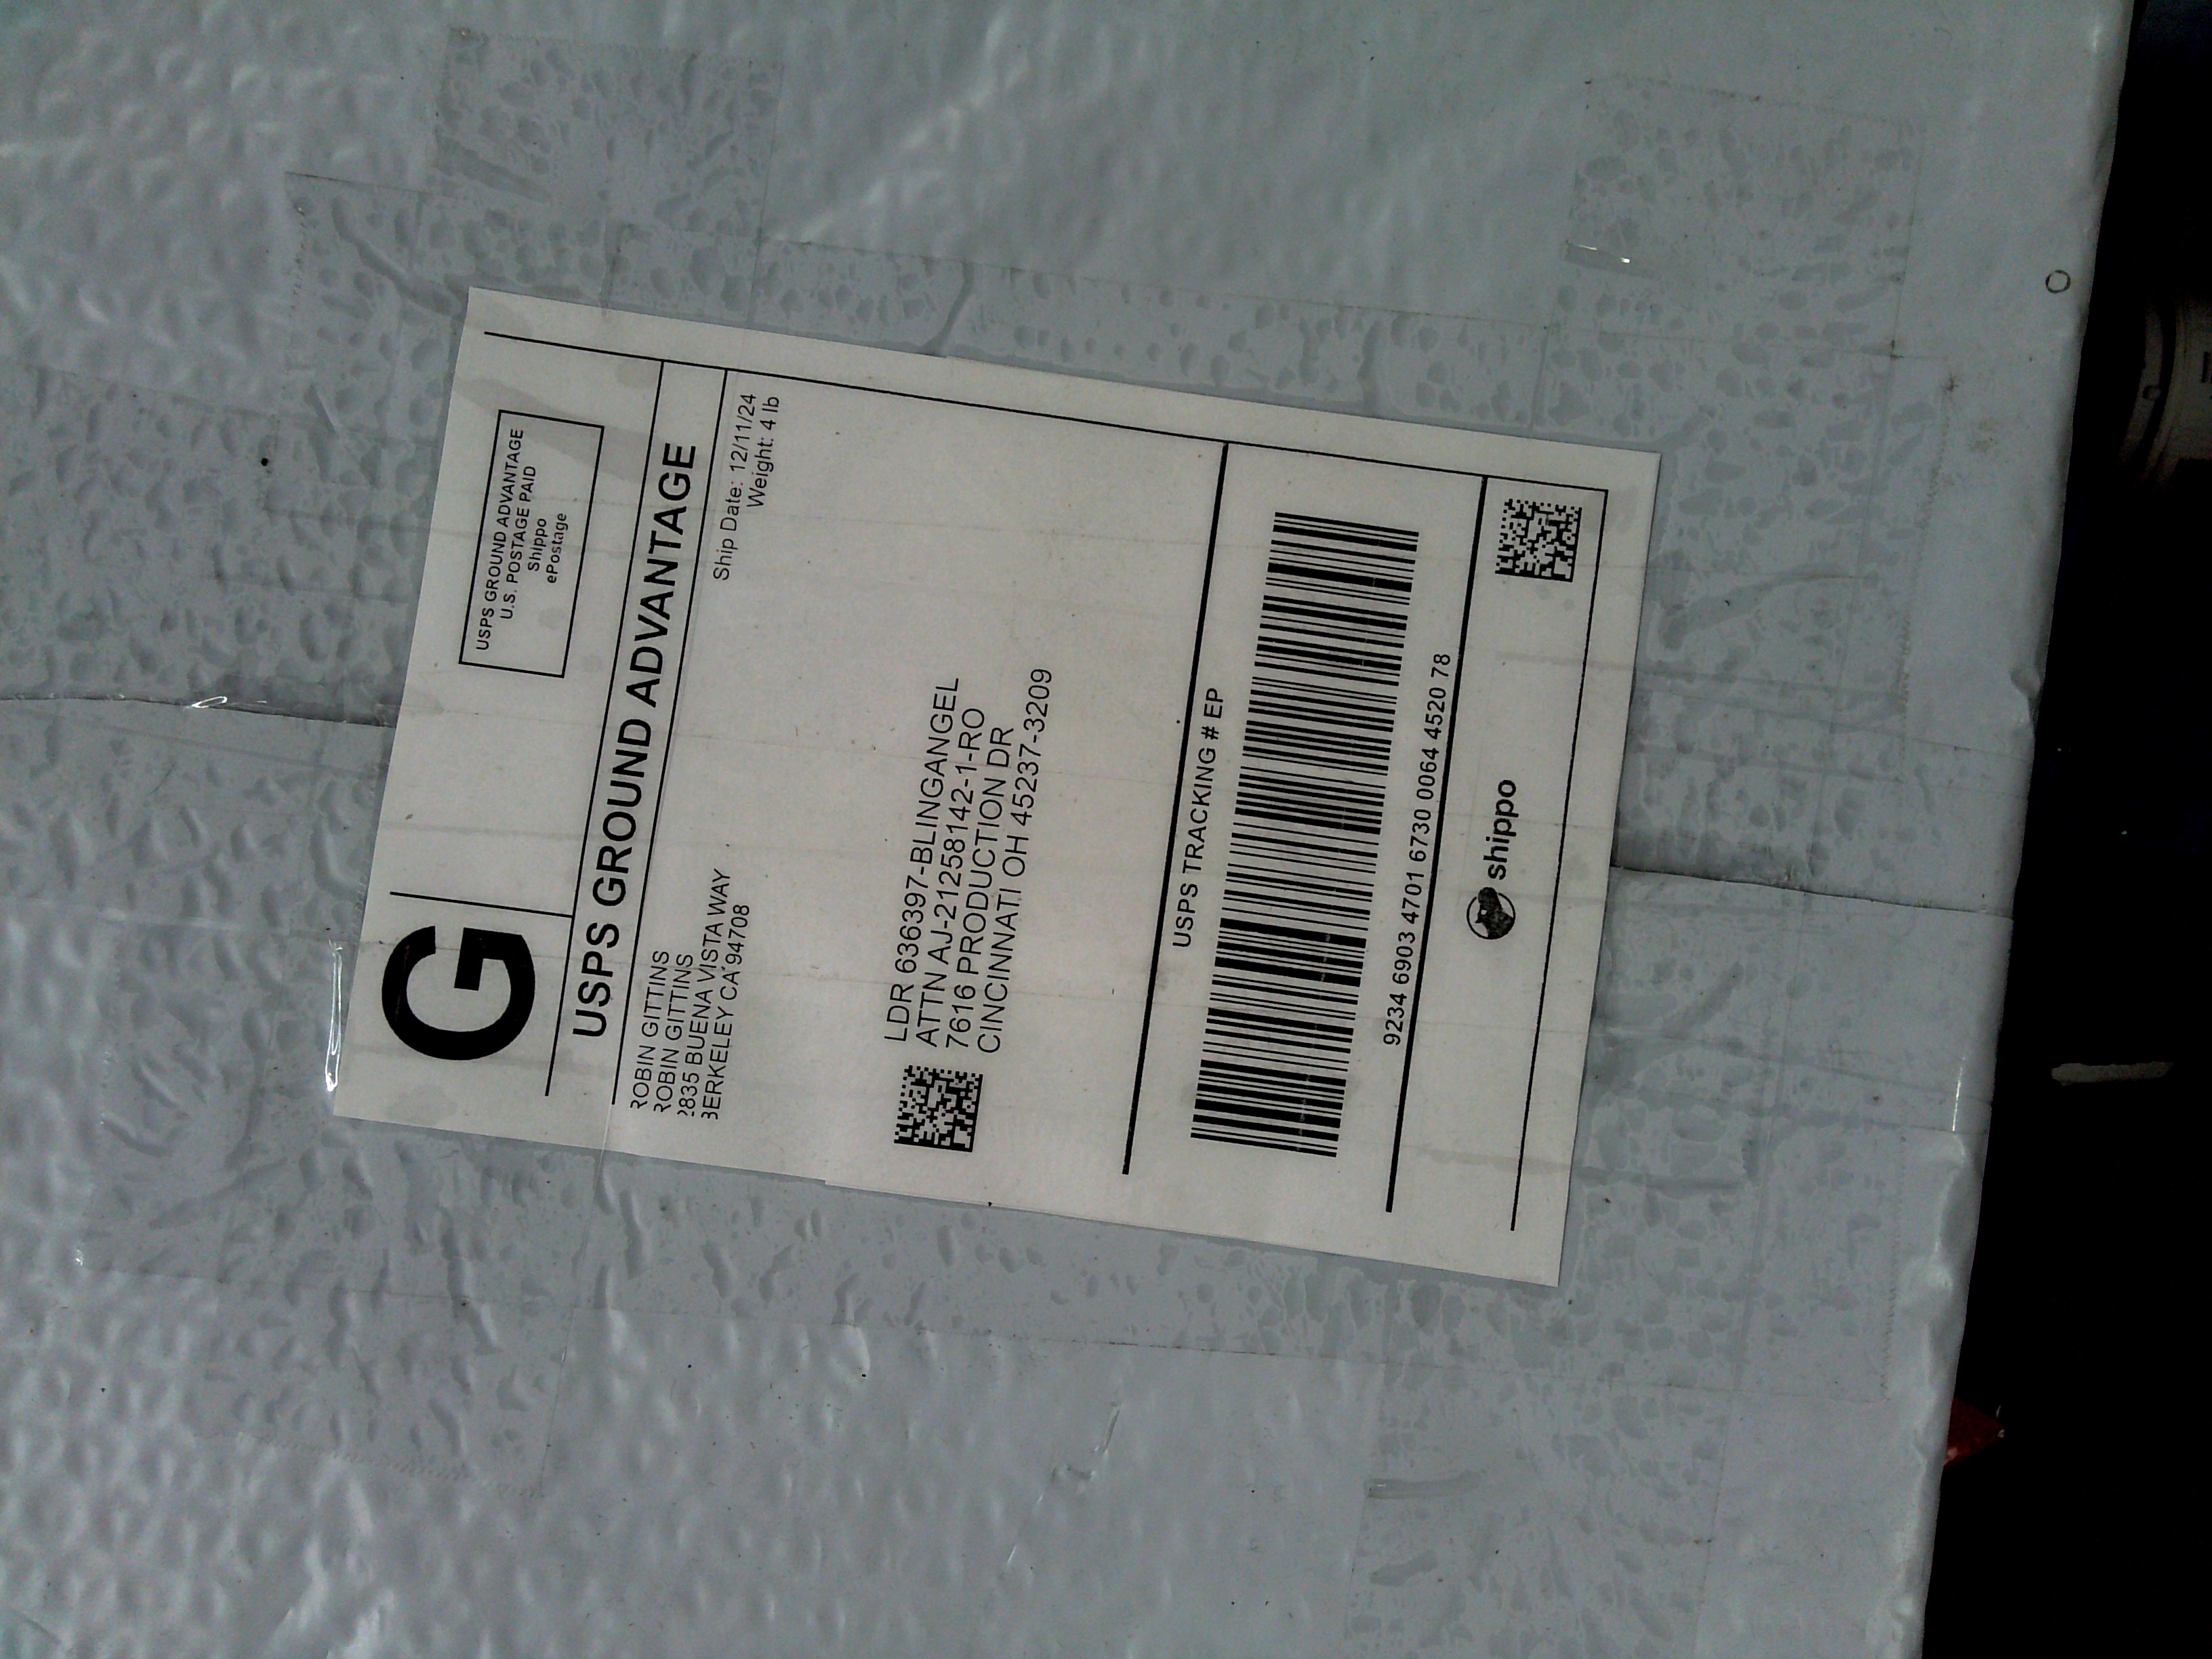 G
USPS GROUND ADVANTAGE
U.S. POSTAGE PAID
Shippo
ePostage
USPS GROUND ADVANTAGE
ROBIN GITTINS
ROBIN GITTINS
2835 BUENA VISTA WAY
BERKELEY CA 94708
Ship Date: 12/11/24
Weight: 4 lb
LDR 636397-BLINGANGEL
ATTN AJ-21258142-1-RO
7616 PRODUCTION DR
CINCINNATI OH 45237-3209
USPS TRACKING # EP
9234 6903 4701 6730 0064 4520 78
shippo